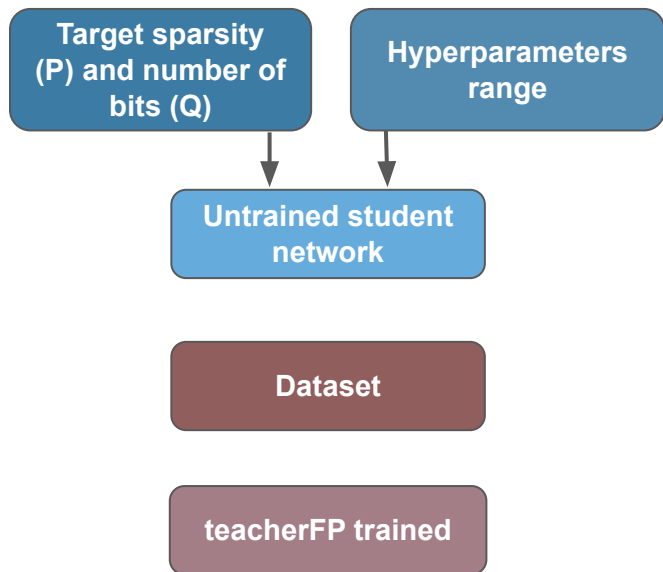 Target sparsity
(P) and number of
bits (Q)
Hyperparameters
range
Untrained student
network
Dataset
teacherFP trained